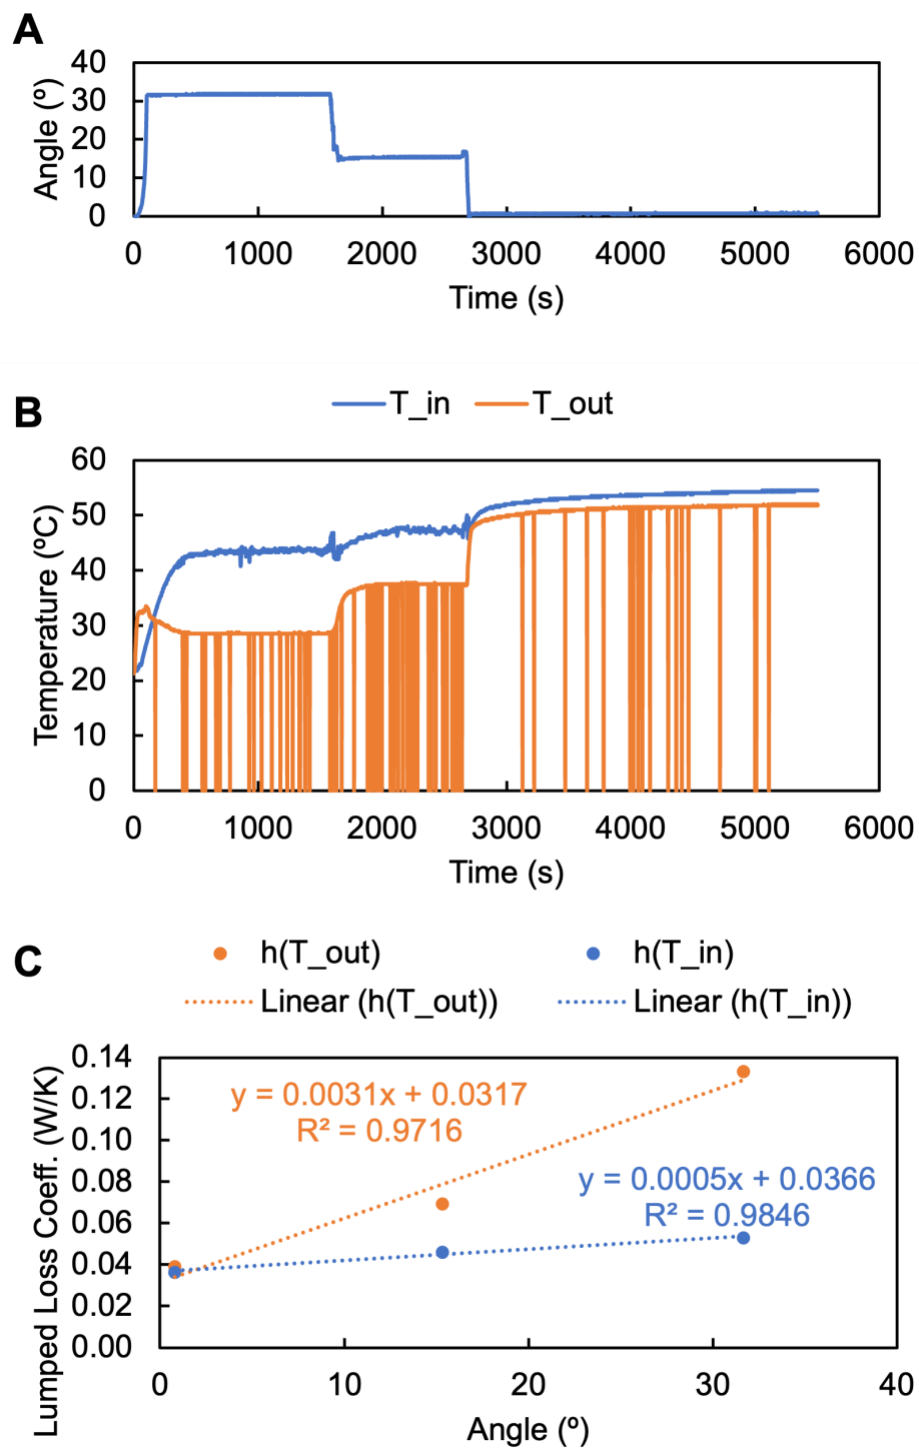 A
40
30
20
10
0
Angle (º)
0 1000 2000 3000 4000 5000 6000
Time (s)
B
T_in T_out
60
50
40
30
20
10
0
Temperature (ºC)
0 1000 2000 3000 4000 5000 6000
Time (s)
C
h(T_out) h(T_in)
Linear (h(T_out)) Linear (h(T_in))
0.14
0.12
0.10
0.08
0.06
0.04
0.02
0.00
Lumped Loss Coeff. (W/K)
y = 0.0031x + 0.0317
R² = 0.9716
y = 0.0005x + 0.0366
R² = 0.9846
0 10 20 30 40
Angle (º)